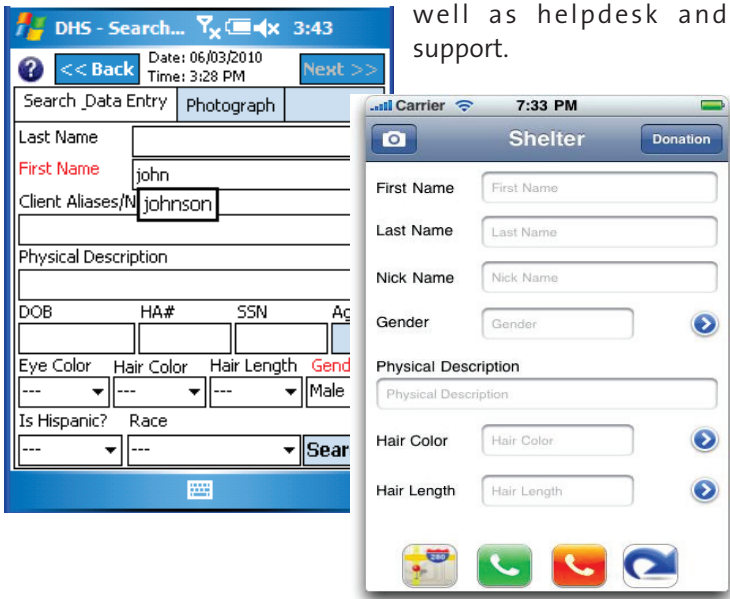 well as helpdesk and
support.
DHS - Search... 3:43
<< Back Date: 06/03/2010 Next >>
Time: 3:28 PM
Search Data Entry Photograph
Last Name
First Name john
johnson
Client Aliases/N
Physical Description
DOB HA# SSN Ag
Eye Color Hair Color Hair Length Gend
--- --- --- Male
Is Hispanic? Race
--- --- Sear
Carrier 7:33 PM
Shelter Donation
First Name First Name
Last Name Last Name
Nick Name Nick Name
Gender Gender
Physical Description
Physical Description
Hair Color Hair Color
Hair Length Hair Length
280